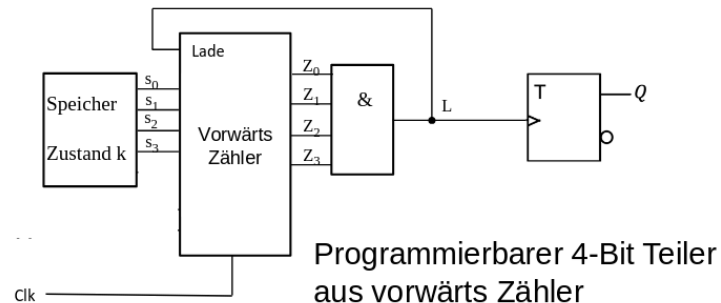 Lade
Speicher
Zustand k
s0
s1
s2
s3
Vorwärts
Zähler
Z0
Z1
Z2
Z3
&
L
T
Q
Clk
Programmierbarer 4-Bit Teiler
aus vorwärts Zähler